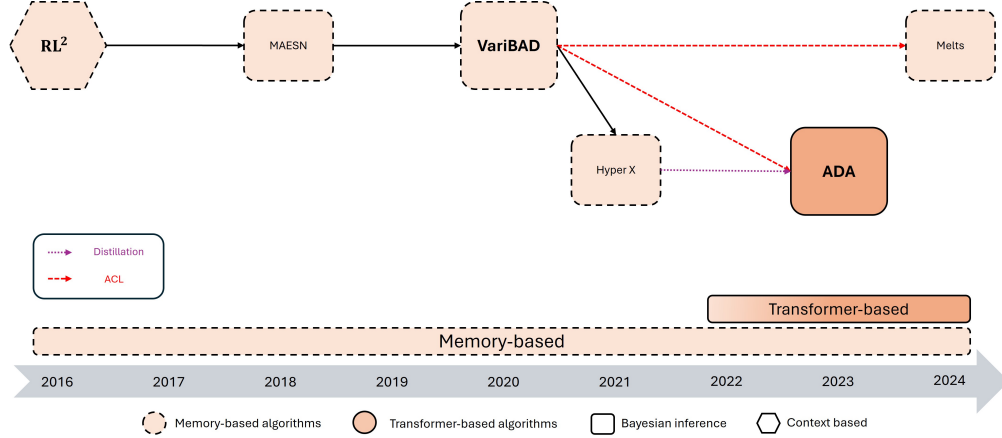 RL²
MAESN
VariBAD
Melts
Hyper X
ADA
Distillation
ACL
Transformer-based
Memory-based
2016 2017 2018 2019 2020 2021 2022 2023 2024
Memory-based algorithms Transformer-based algorithms Bayesian inference Context based